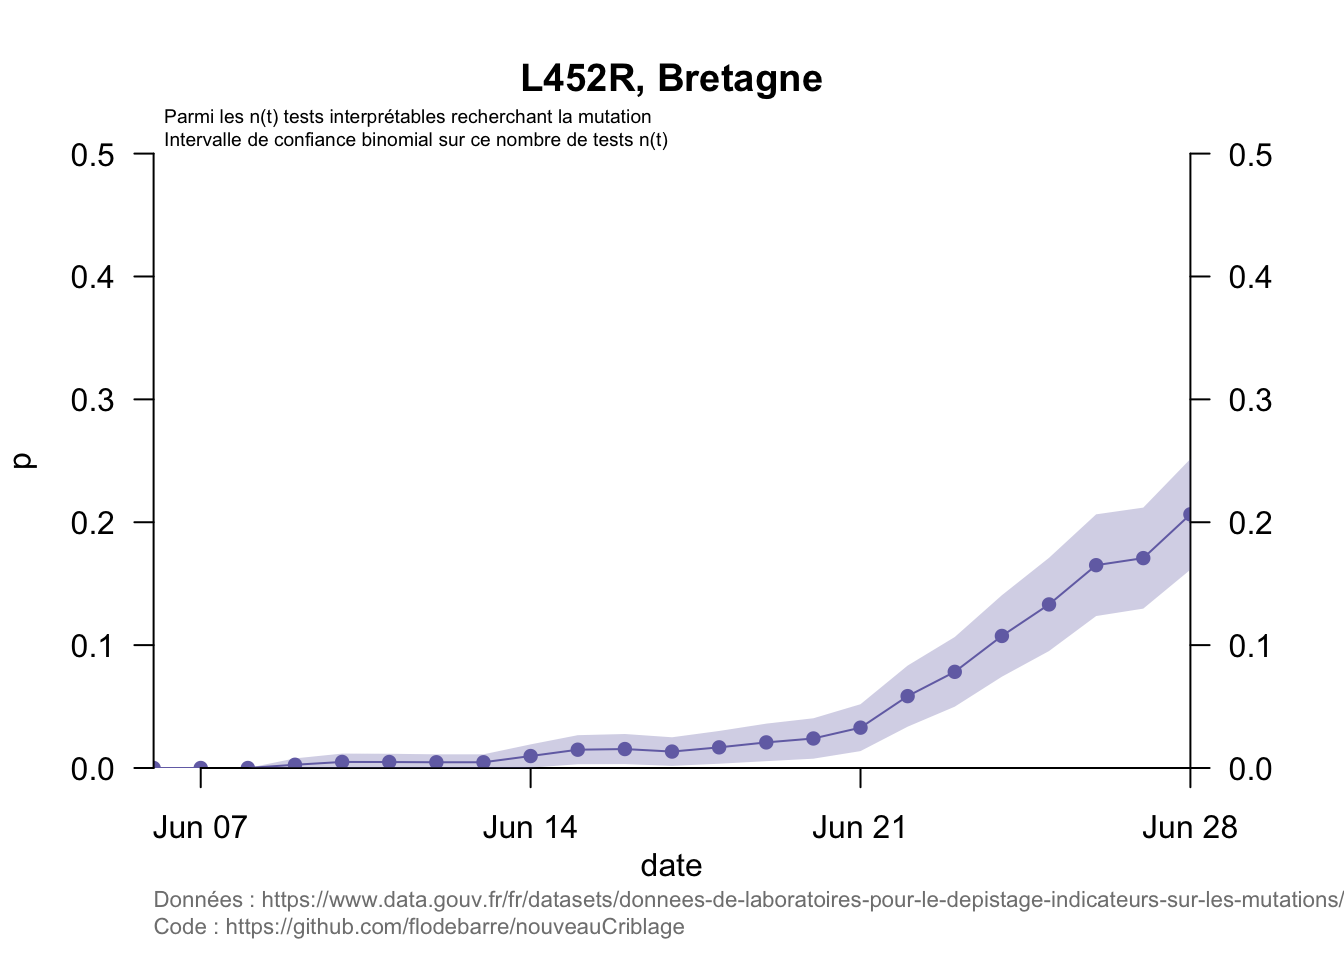 L452R, Bretagne
Parmi les n(t) tests interprétables recherchant la mutation
Intervalle de confiance binomial sur ce nombre de tests n(t)
0.5 0.5
0.4 0.4
0.3 0.3
p
0.2 0.2
0.1 0.1
0.0 0.0
Jun 07 Jun 14 Jun 21 Jun 28
date
Données : https://www.data.gouv.fr/fr/datasets/donnees-de-laboratoires-pour-le-depistage-indicateurs-sur-les-mutations/
Code : https://github.com/flodebarre/nouveauCriblage